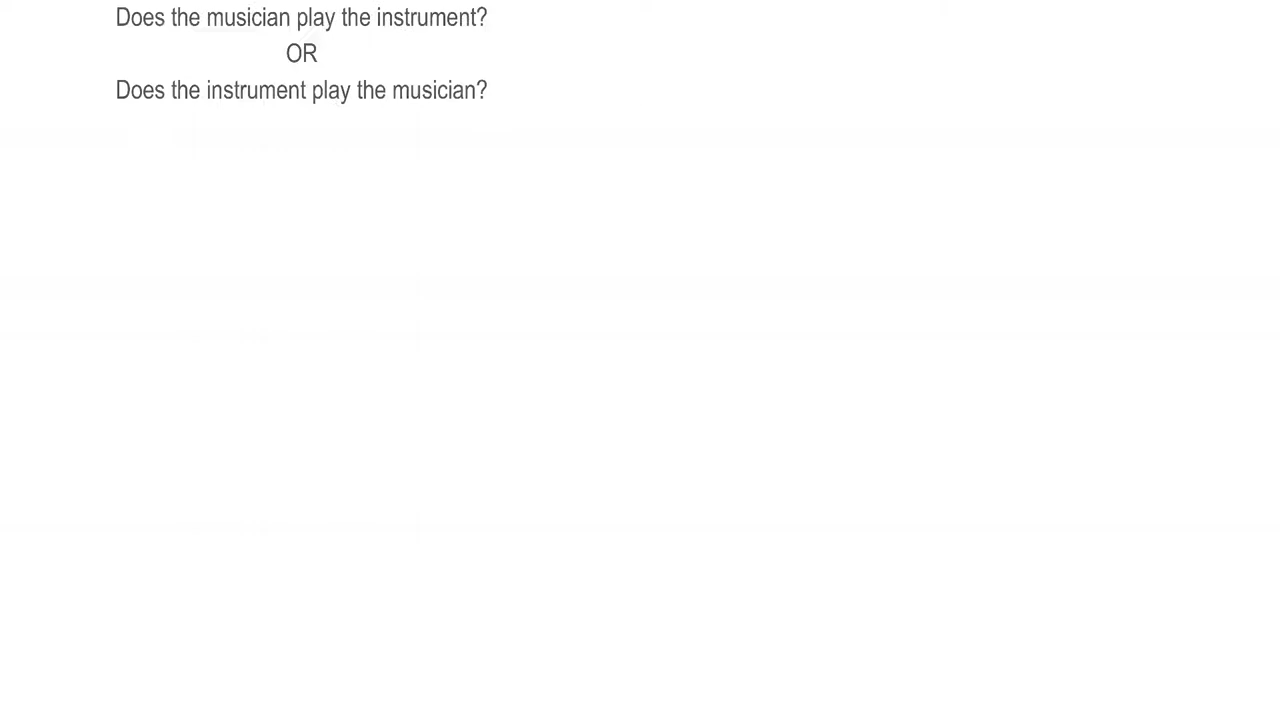 Does the musician play the instrument?
OR
Does the instrument play the musician?